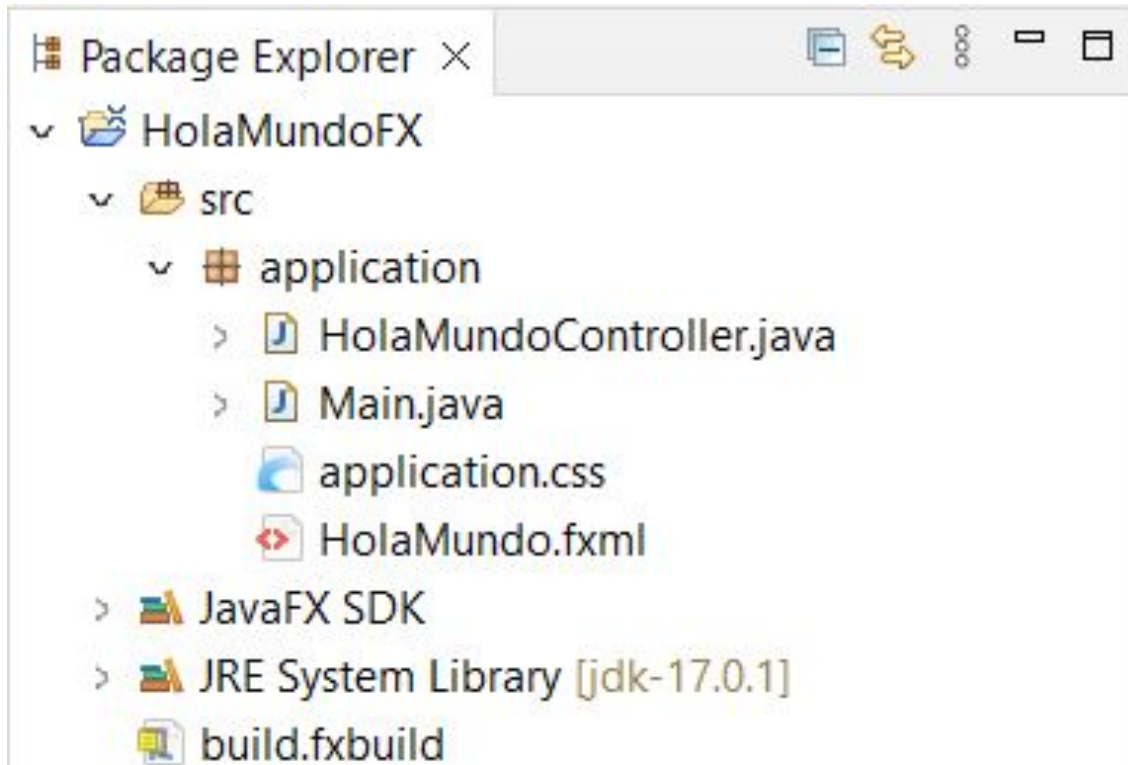 Package Explorer
HolaMundoFX
src
application
HolaMundoController.java
Main.java
application.css
HolaMundo.fxml
JavaFX SDK
JRE System Library [jdk-17.0.1]
build.fxbuild